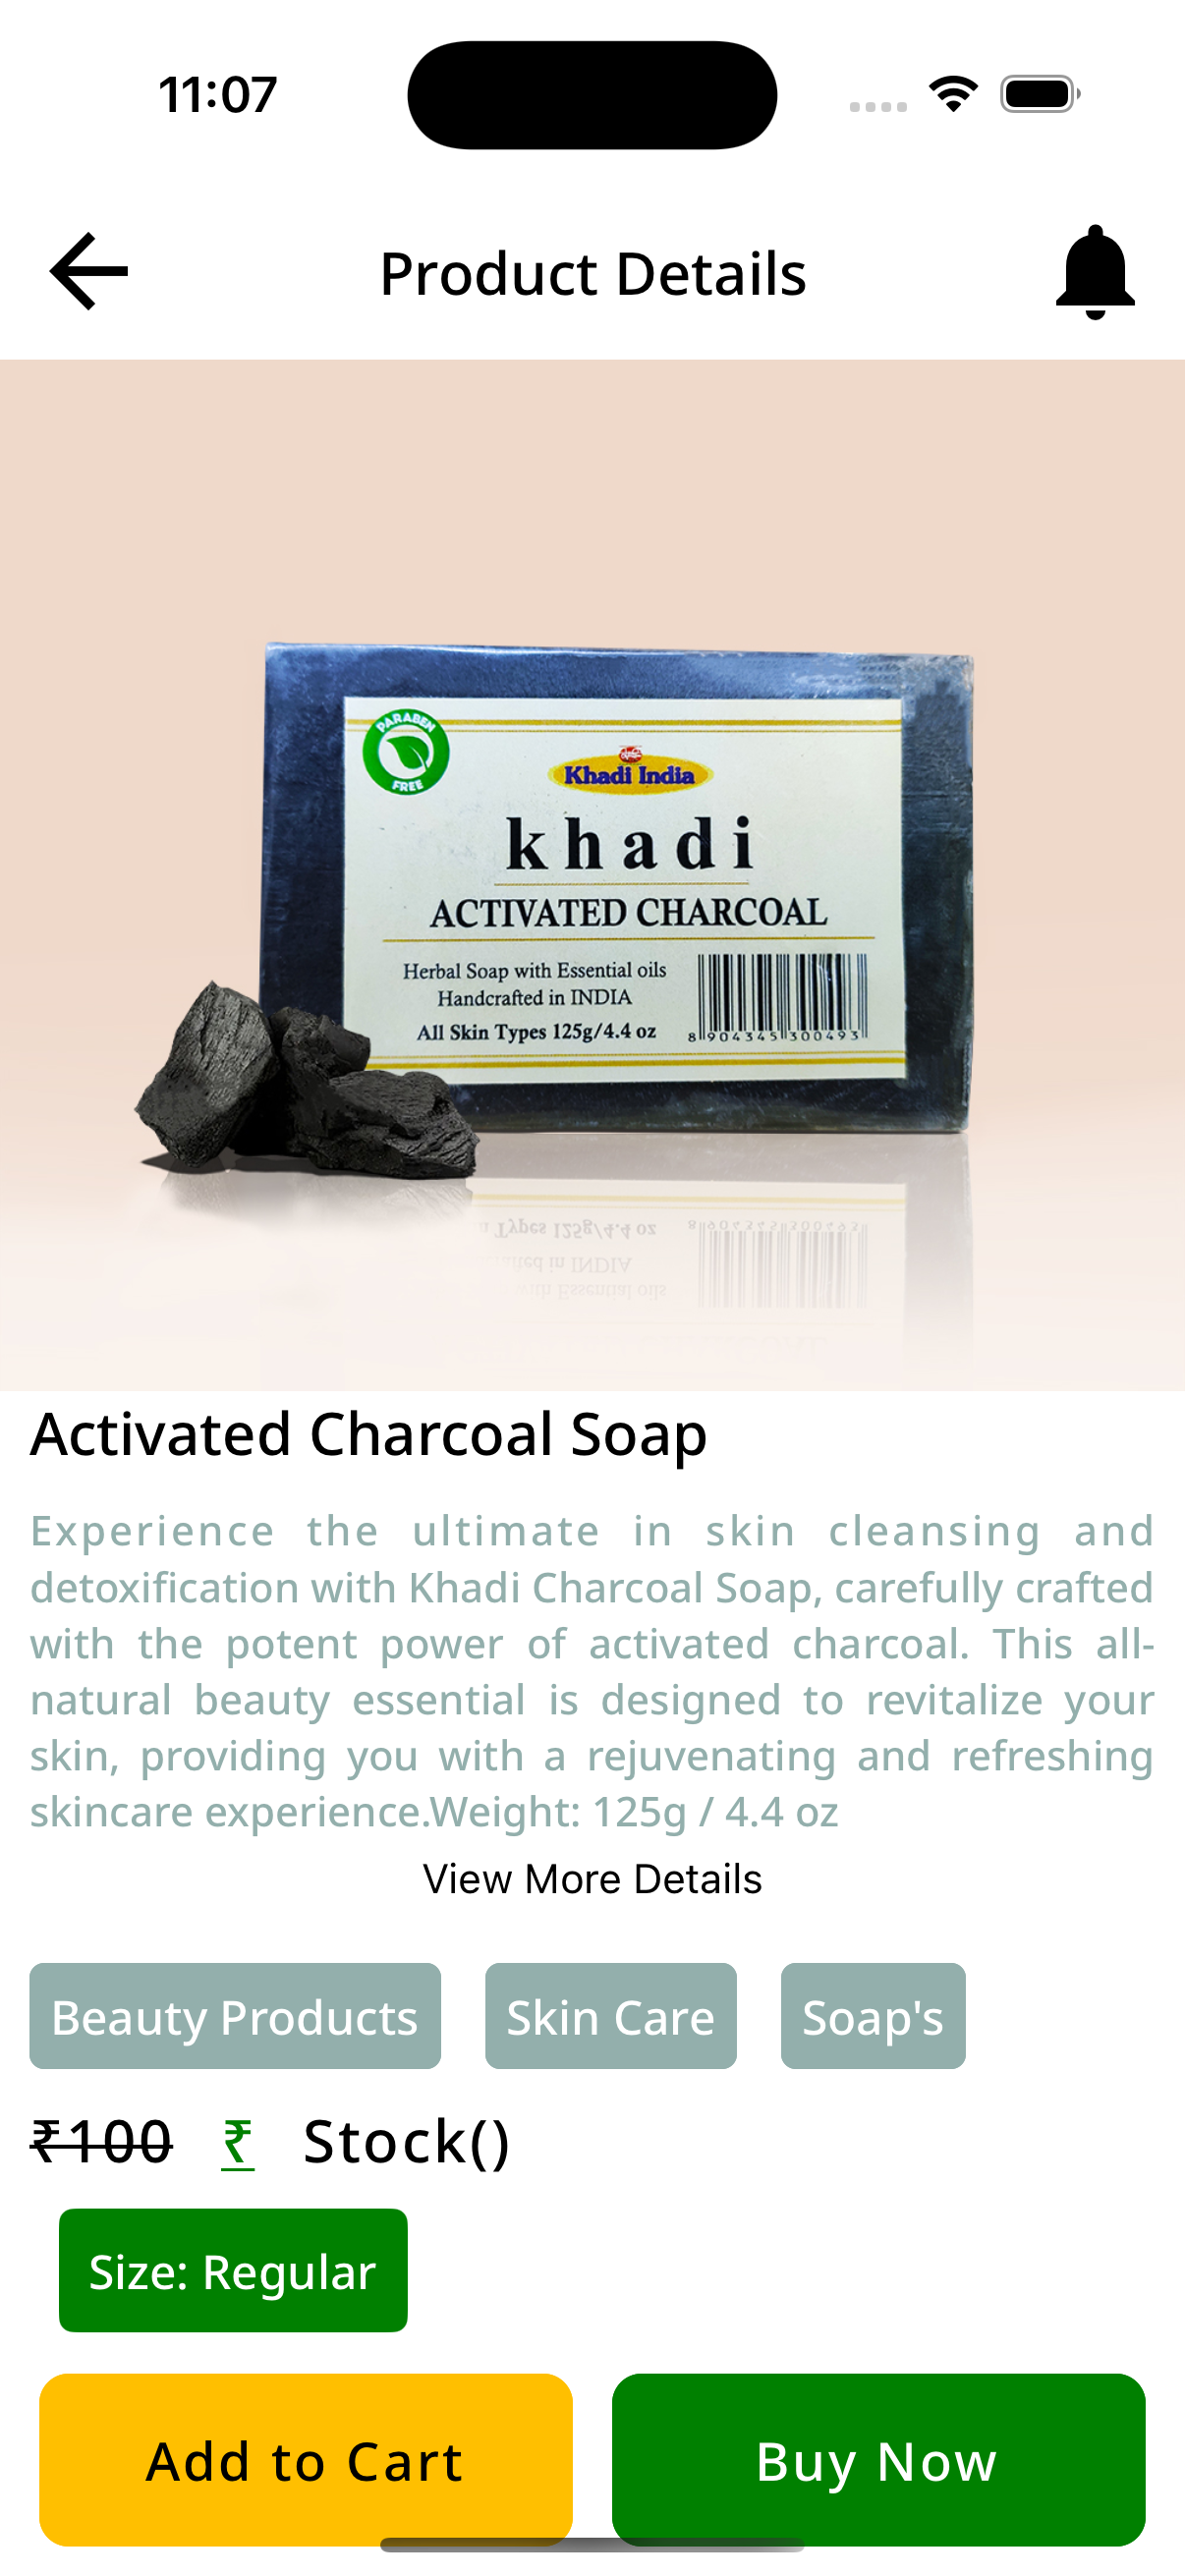 11:07
Product Details
PARABEN
FREE
Khadi India
khadi
ACTIVATED CHARCOAL
Herbal Soap with Essential oils
Handcrafted in INDIA
All Skin Types 125g/4.4 oz
8 904345 300493
Activated Charcoal Soap
Experience the ultimate in skin cleansing and
detoxification with Khadi Charcoal Soap, carefully crafted
with the potent power of activated charcoal. This all-
natural beauty essential is designed to revitalize your
skin, providing you with a rejuvenating and refreshing
skincare experience.Weight: 125g / 4.4 oz
View More Details
Beauty Products Skin Care Soap's
₹100 ₹ Stock()
Size: Regular
Add to Cart Buy Now